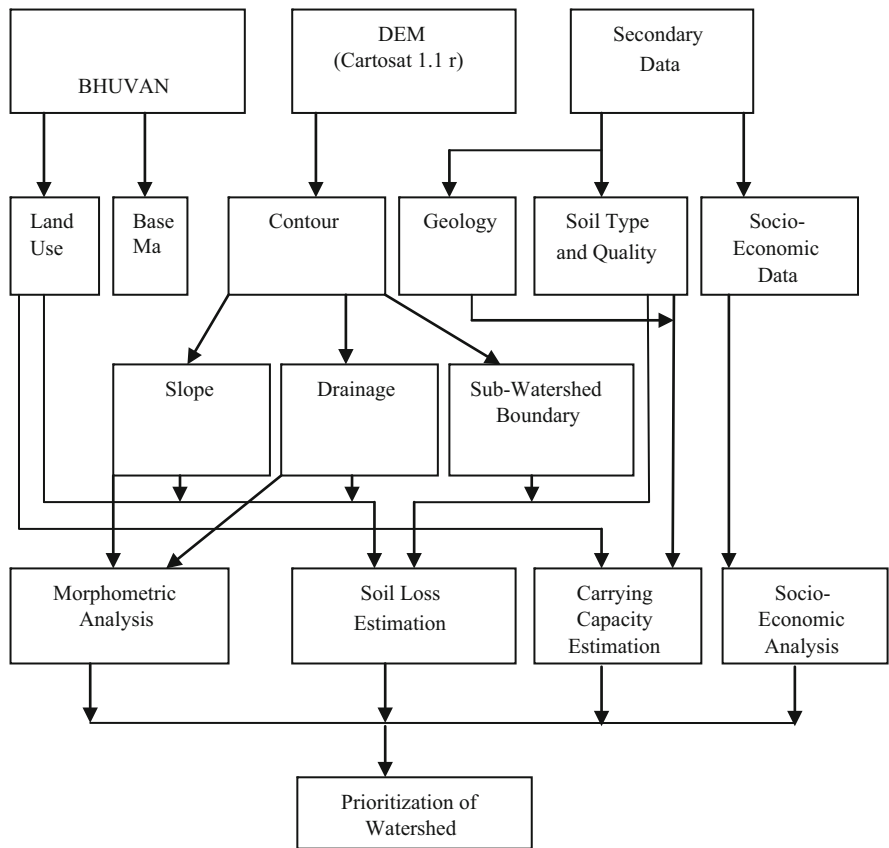 BHUVAN
DEM
(Cartosat 1.1 r)
Secondary
Data
Land
Use
Base
Ma
Contour
Geology
Soil Type
and Quality
Socio-
Economic
Data
Slope
Drainage
Sub-Watershed
Boundary
Morphometric
Analysis
Soil Loss
Estimation
Carrying
Capacity
Estimation
Socio-
Economic
Analysis
Prioritization of
Watershed